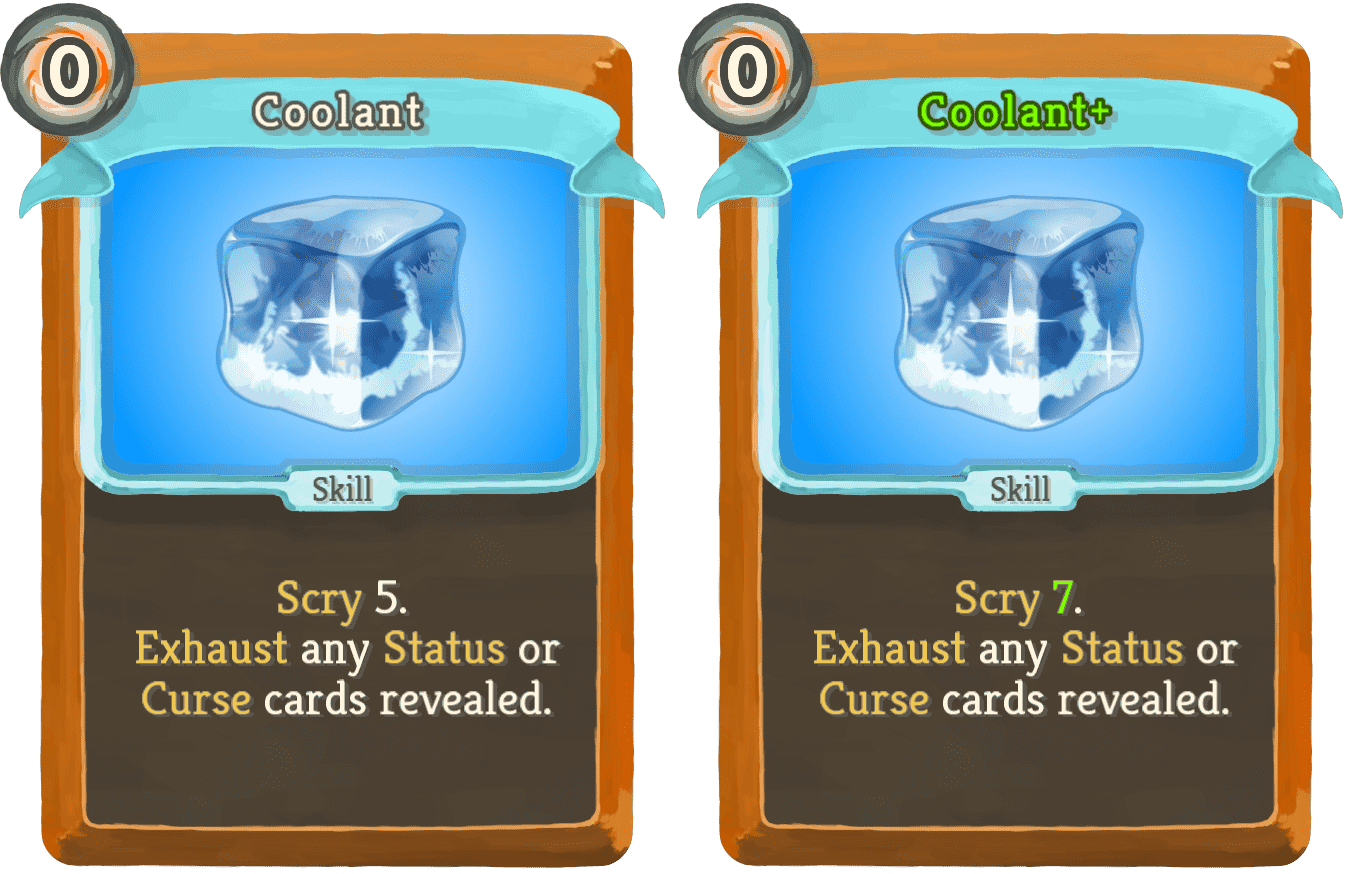 0
Coolant
Skill
Scry 5.
Exhaust any Status or
Curse cards revealed.
0
Coolant+
Skill
Scry 7.
Exhaust any Status or
Curse cards revealed.